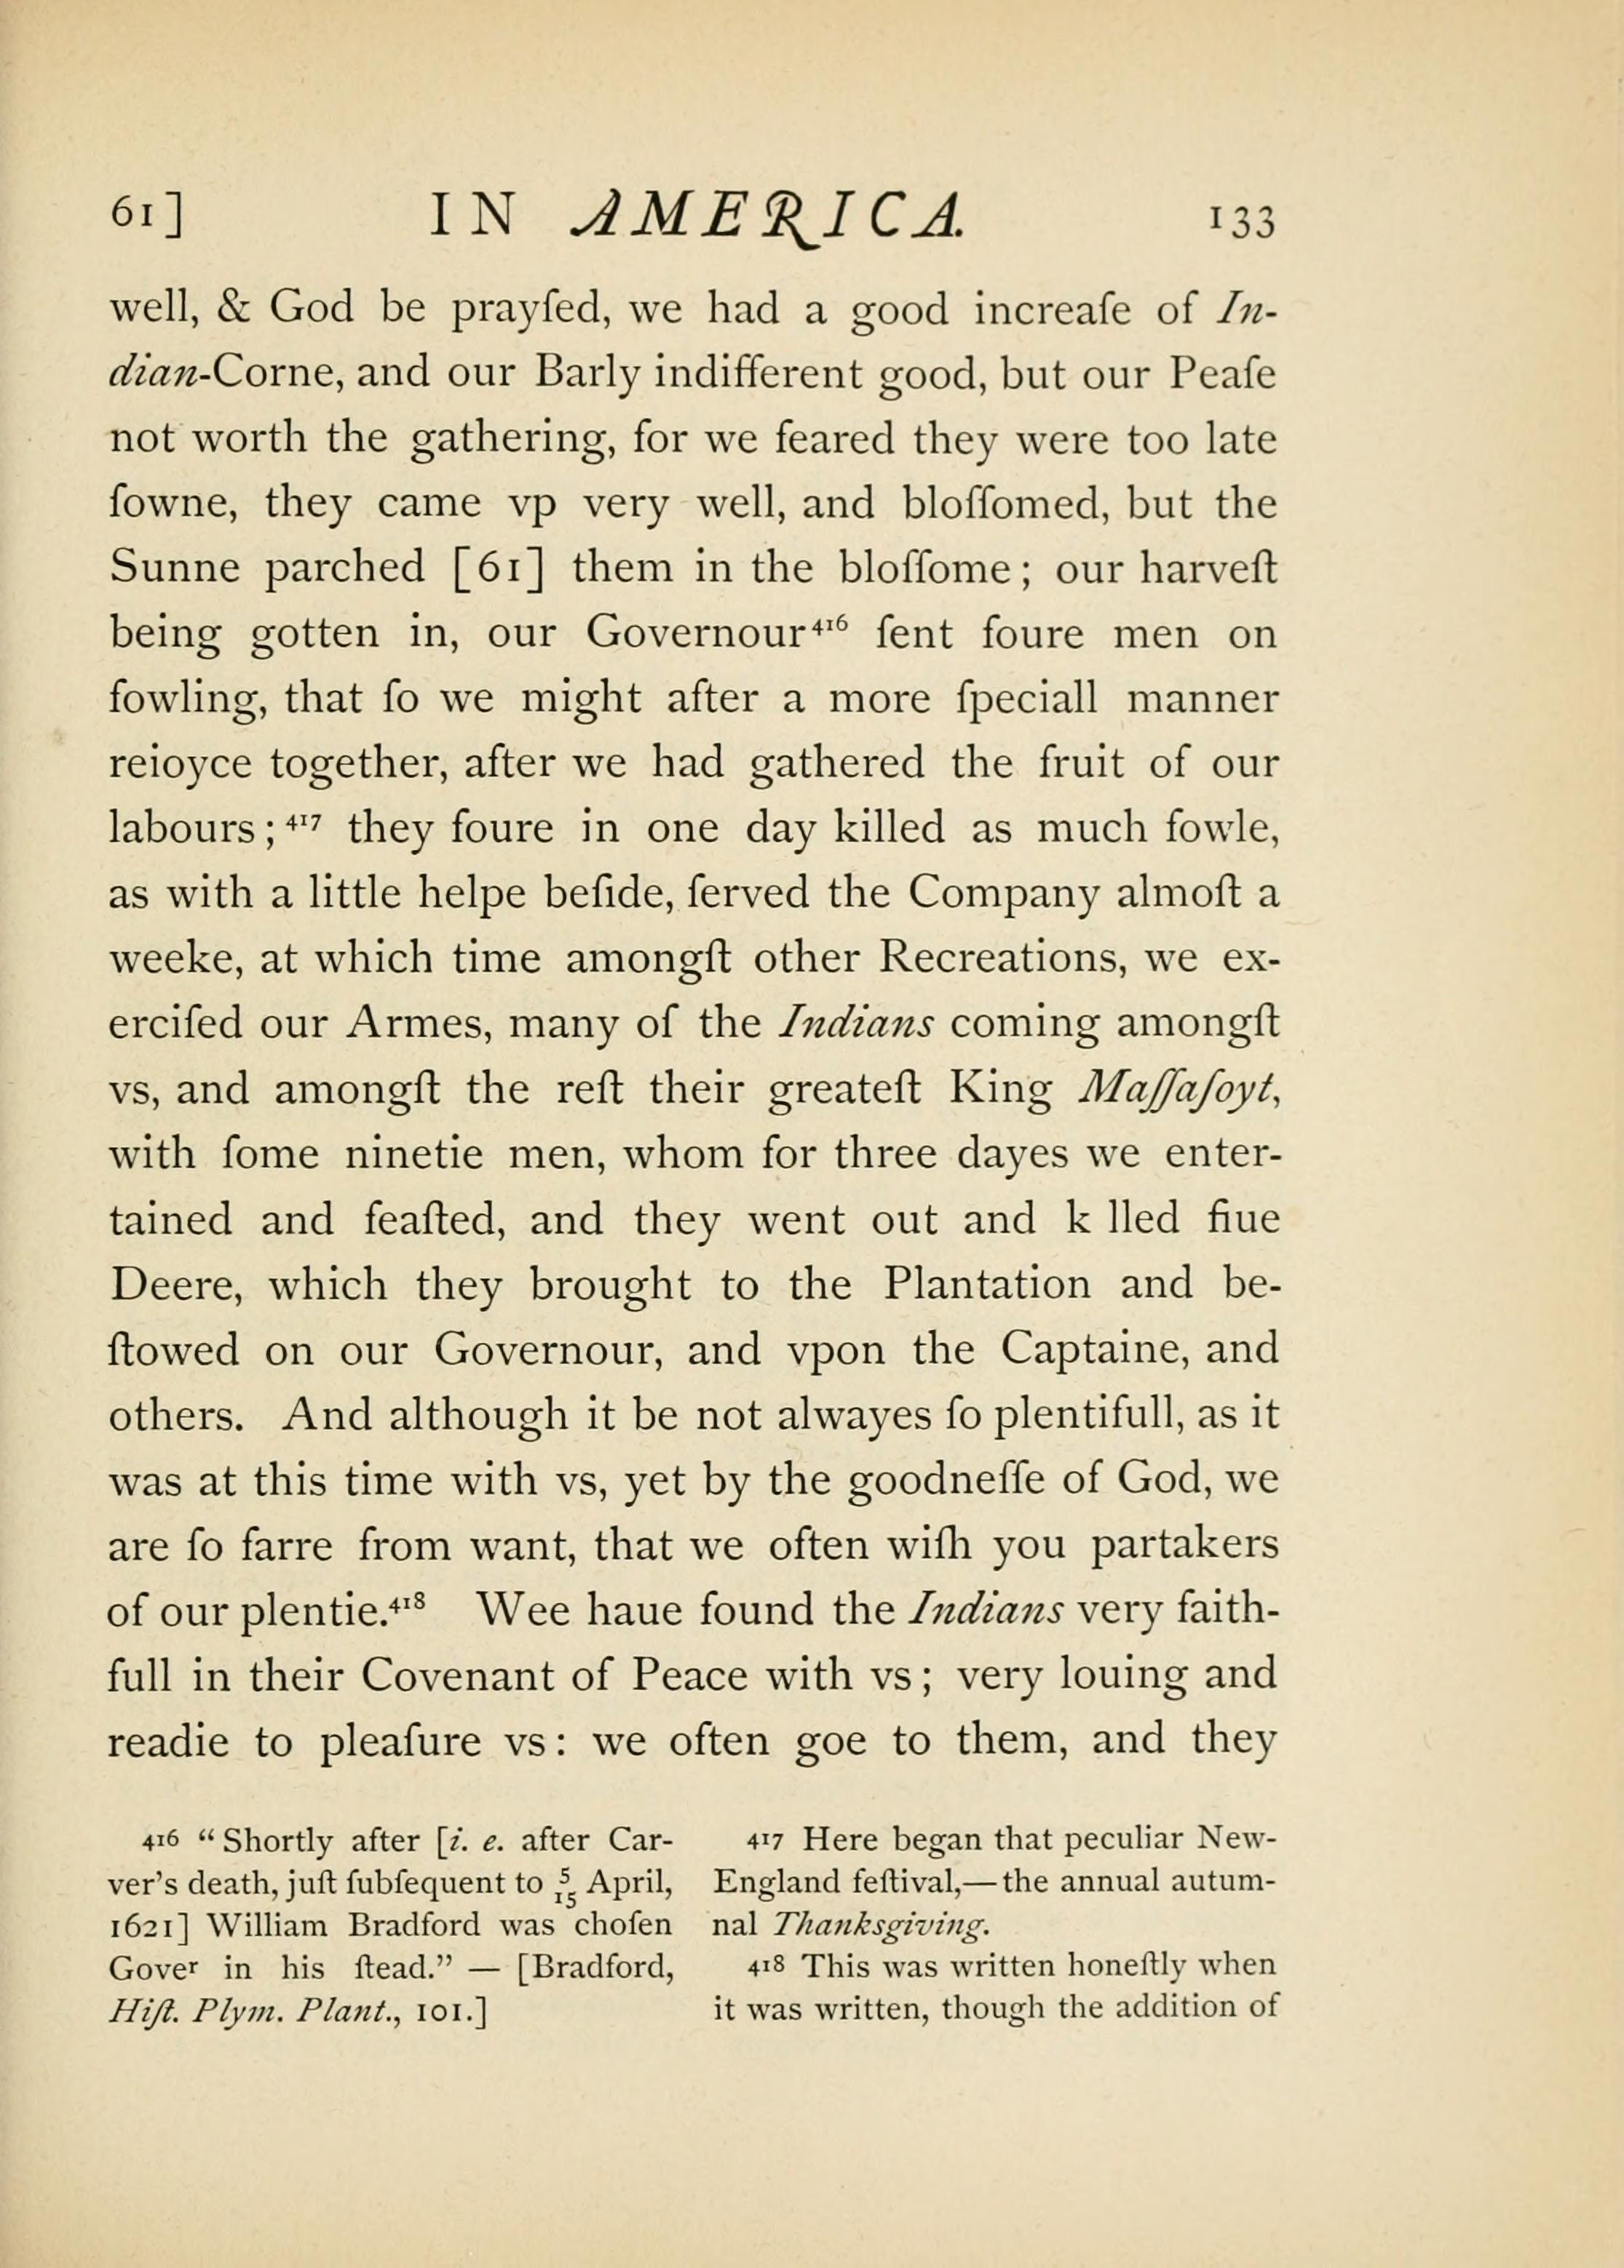 61] IN AMERICA. 133
well, & God be prayſed, we had a good increaſe of In-
dian-Corne, and our Barly indifferent good, but our Peaſe
not worth the gathering, for we feared they were too late
ſowne, they came vp very well, and bloſſomed, but the
Sunne parched [61] them in the bloſſome; our harveſt
being gotten in, our Governour⁴¹⁶ ſent foure men on
fowling, that ſo we might after a more ſpeciall manner
reioyce together, after we had gathered the fruit of our
labours;⁴¹⁷ they foure in one day killed as much fowle,
as with a little helpe beſide, ſerved the Company almoſt a
weeke, at which time amongſt other Recreations, we ex-
erciſed our Armes, many of the Indians coming amongſt
vs, and amongſt the reſt their greateſt King Maſſaſoyt,
with ſome ninetie men, whom for three dayes we enter-
tained and feaſted, and they went out and k lled fiue
Deere, which they brought to the Plantation and be-
ſtowed on our Governour, and vpon the Captaine, and
others. And although it be not alwayes ſo plentifull, as it
was at this time with vs, yet by the goodneſſe of God, we
are ſo farre from want, that we often wiſh you partakers
of our plentie.⁴¹⁸ Wee haue found the Indians very faith-
full in their Covenant of Peace with vs; very louing and
readie to pleaſure vs: we often goe to them, and they
416 “Shortly after [i. e. after Car-
ver's death, juſt ſubſequent to 5/15 April,
1621] William Bradford was choſen
Goveʳ in his ſtead.” — [Bradford,
Hiſt. Plym. Plant., 101.]
417 Here began that peculiar New-
England feſtival,—the annual autum-
nal Thanksgiving.
418 This was written honeſtly when
it was written, though the addition of